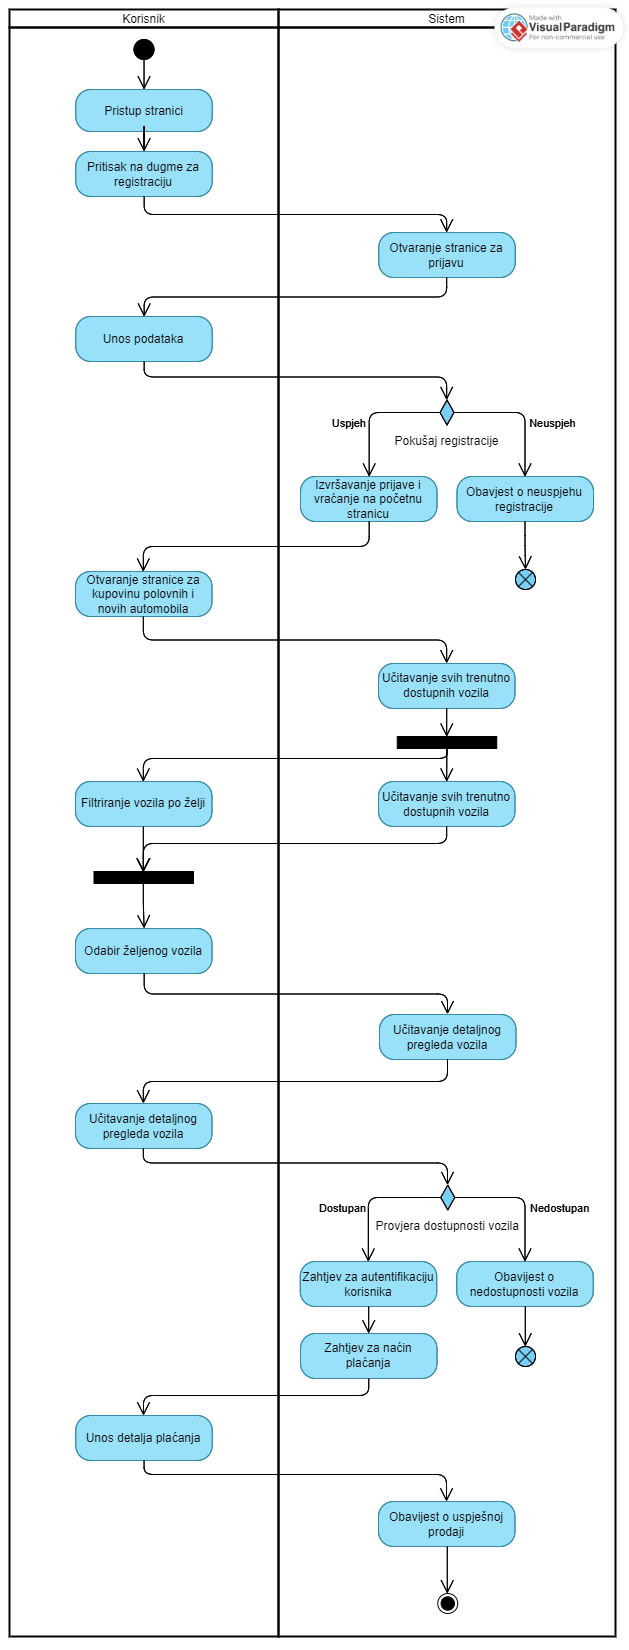 Korisnik
Sistem
Made with
VisualParadigm
For non-commercial use
Pristup stranici
Pritisak na dugme za
registraciju
Otvaranje stranice za
prijavu
Unos podataka
Uspjeh
Neuspjeh
Pokušaj registracije
Izvršavanje prijave i
vraćanje na početnu
stranicu
Obavjest o neuspjehu
registracije
Otvaranje stranice za
kupovinu polovnih i
novih automobila
Učitavanje svih trenutno
dostupnih vozila
Filtriranje vozila po želji
Učitavanje svih trenutno
dostupnih vozila
Odabir željenog vozila
Učitavanje detaljnog
pregleda vozila
Učitavanje detaljnog
pregleda vozila
Dostupan
Nedostupan
Provjera dostupnosti vozila
Zahtjev za autentifikaciju
korisnika
Obavijest o
nedostupnosti vozila
Zahtjev za naćin
plaćanja
Unos detalja plaćanja
Obavijest o uspješnoj
prodaji